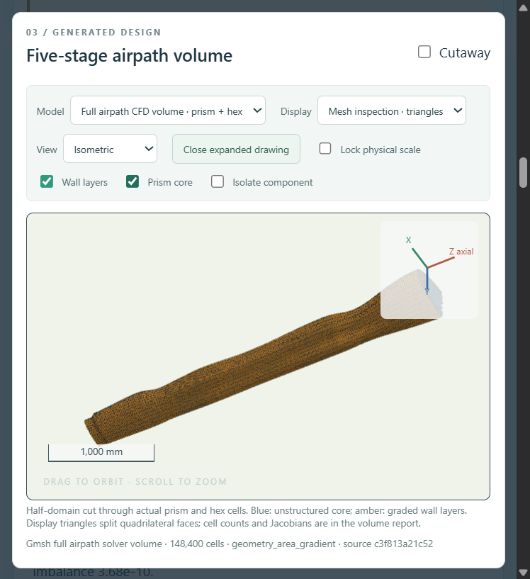 03 / GENERATED DESIGN
Five-stage airpath volume
Cutaway
Model Full airpath CFD volume · prism + hex Display Mesh inspection · triangles
View Isometric Close expanded drawing Lock physical scale
Wall layers Prism core Isolate component
X
Z axial
1,000 mm
DRAG TO ORBIT · SCROLL TO ZOOM
Half-domain cut through actual prism and hex cells. Blue: unstructured core; amber: graded wall layers.
Display triangles split quadrilateral faces; cell counts and Jacobians are in the volume report.
Gmsh full airpath solver volume · 148,400 cells · geometry_area_gradient · source c3f813a21c52
imbalance 3.68e-10.